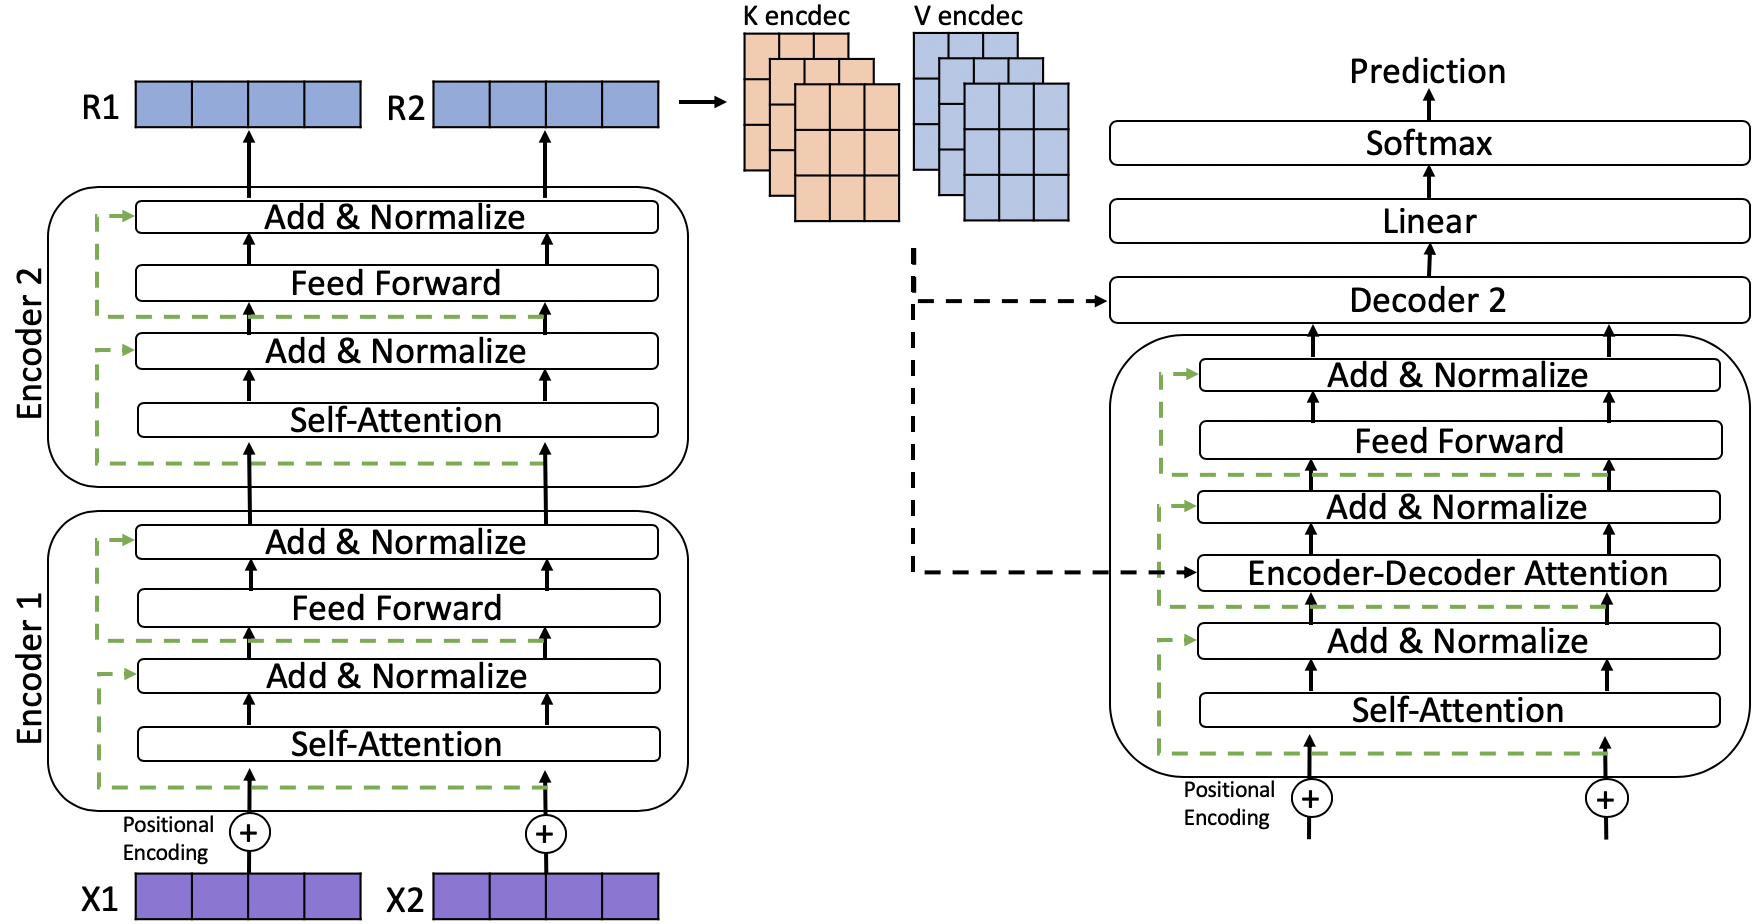 K encdec
V encdec
R1
R2
Encoder 2
Add & Normalize
Feed Forward
Add & Normalize
Self-Attention
Encoder 1
Add & Normalize
Feed Forward
Add & Normalize
Self-Attention
Positional
Encoding
+
+
X1
X2
Prediction
Softmax
Linear
Decoder 2
Add & Normalize
Feed Forward
Add & Normalize
Encoder-Decoder Attention
Add & Normalize
Self-Attention
Positional
Encoding
+
+